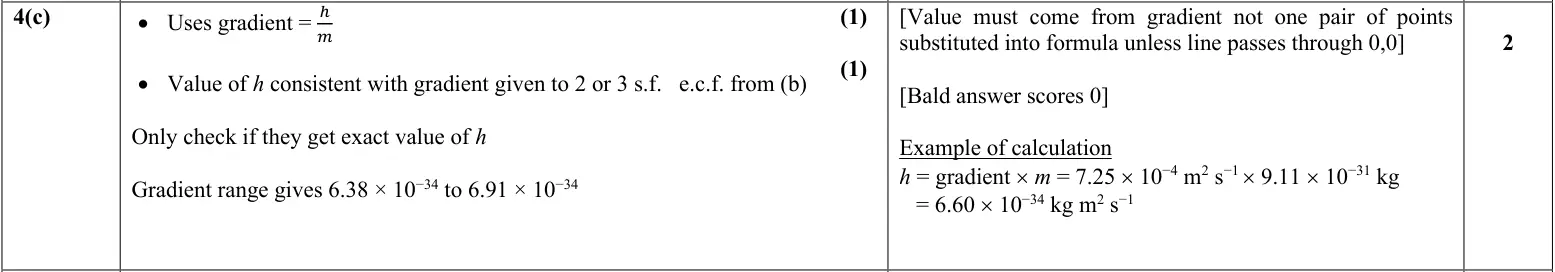 4(c)
• Uses gradient = h/m (1)
• Value of h consistent with gradient given to 2 or 3 s.f. e.c.f. from (b) (1)
Only check if they get exact value of h
Gradient range gives 6.38 × 10⁻³⁴ to 6.91 × 10⁻³⁴
[Value must come from gradient not one pair of points
substituted into formula unless line passes through 0,0]
[Bald answer scores 0]
Example of calculation
h = gradient × m = 7.25 × 10⁻⁴ m² s⁻¹ × 9.11 × 10⁻³¹ kg
= 6.60 × 10⁻³⁴ kg m² s⁻¹
2